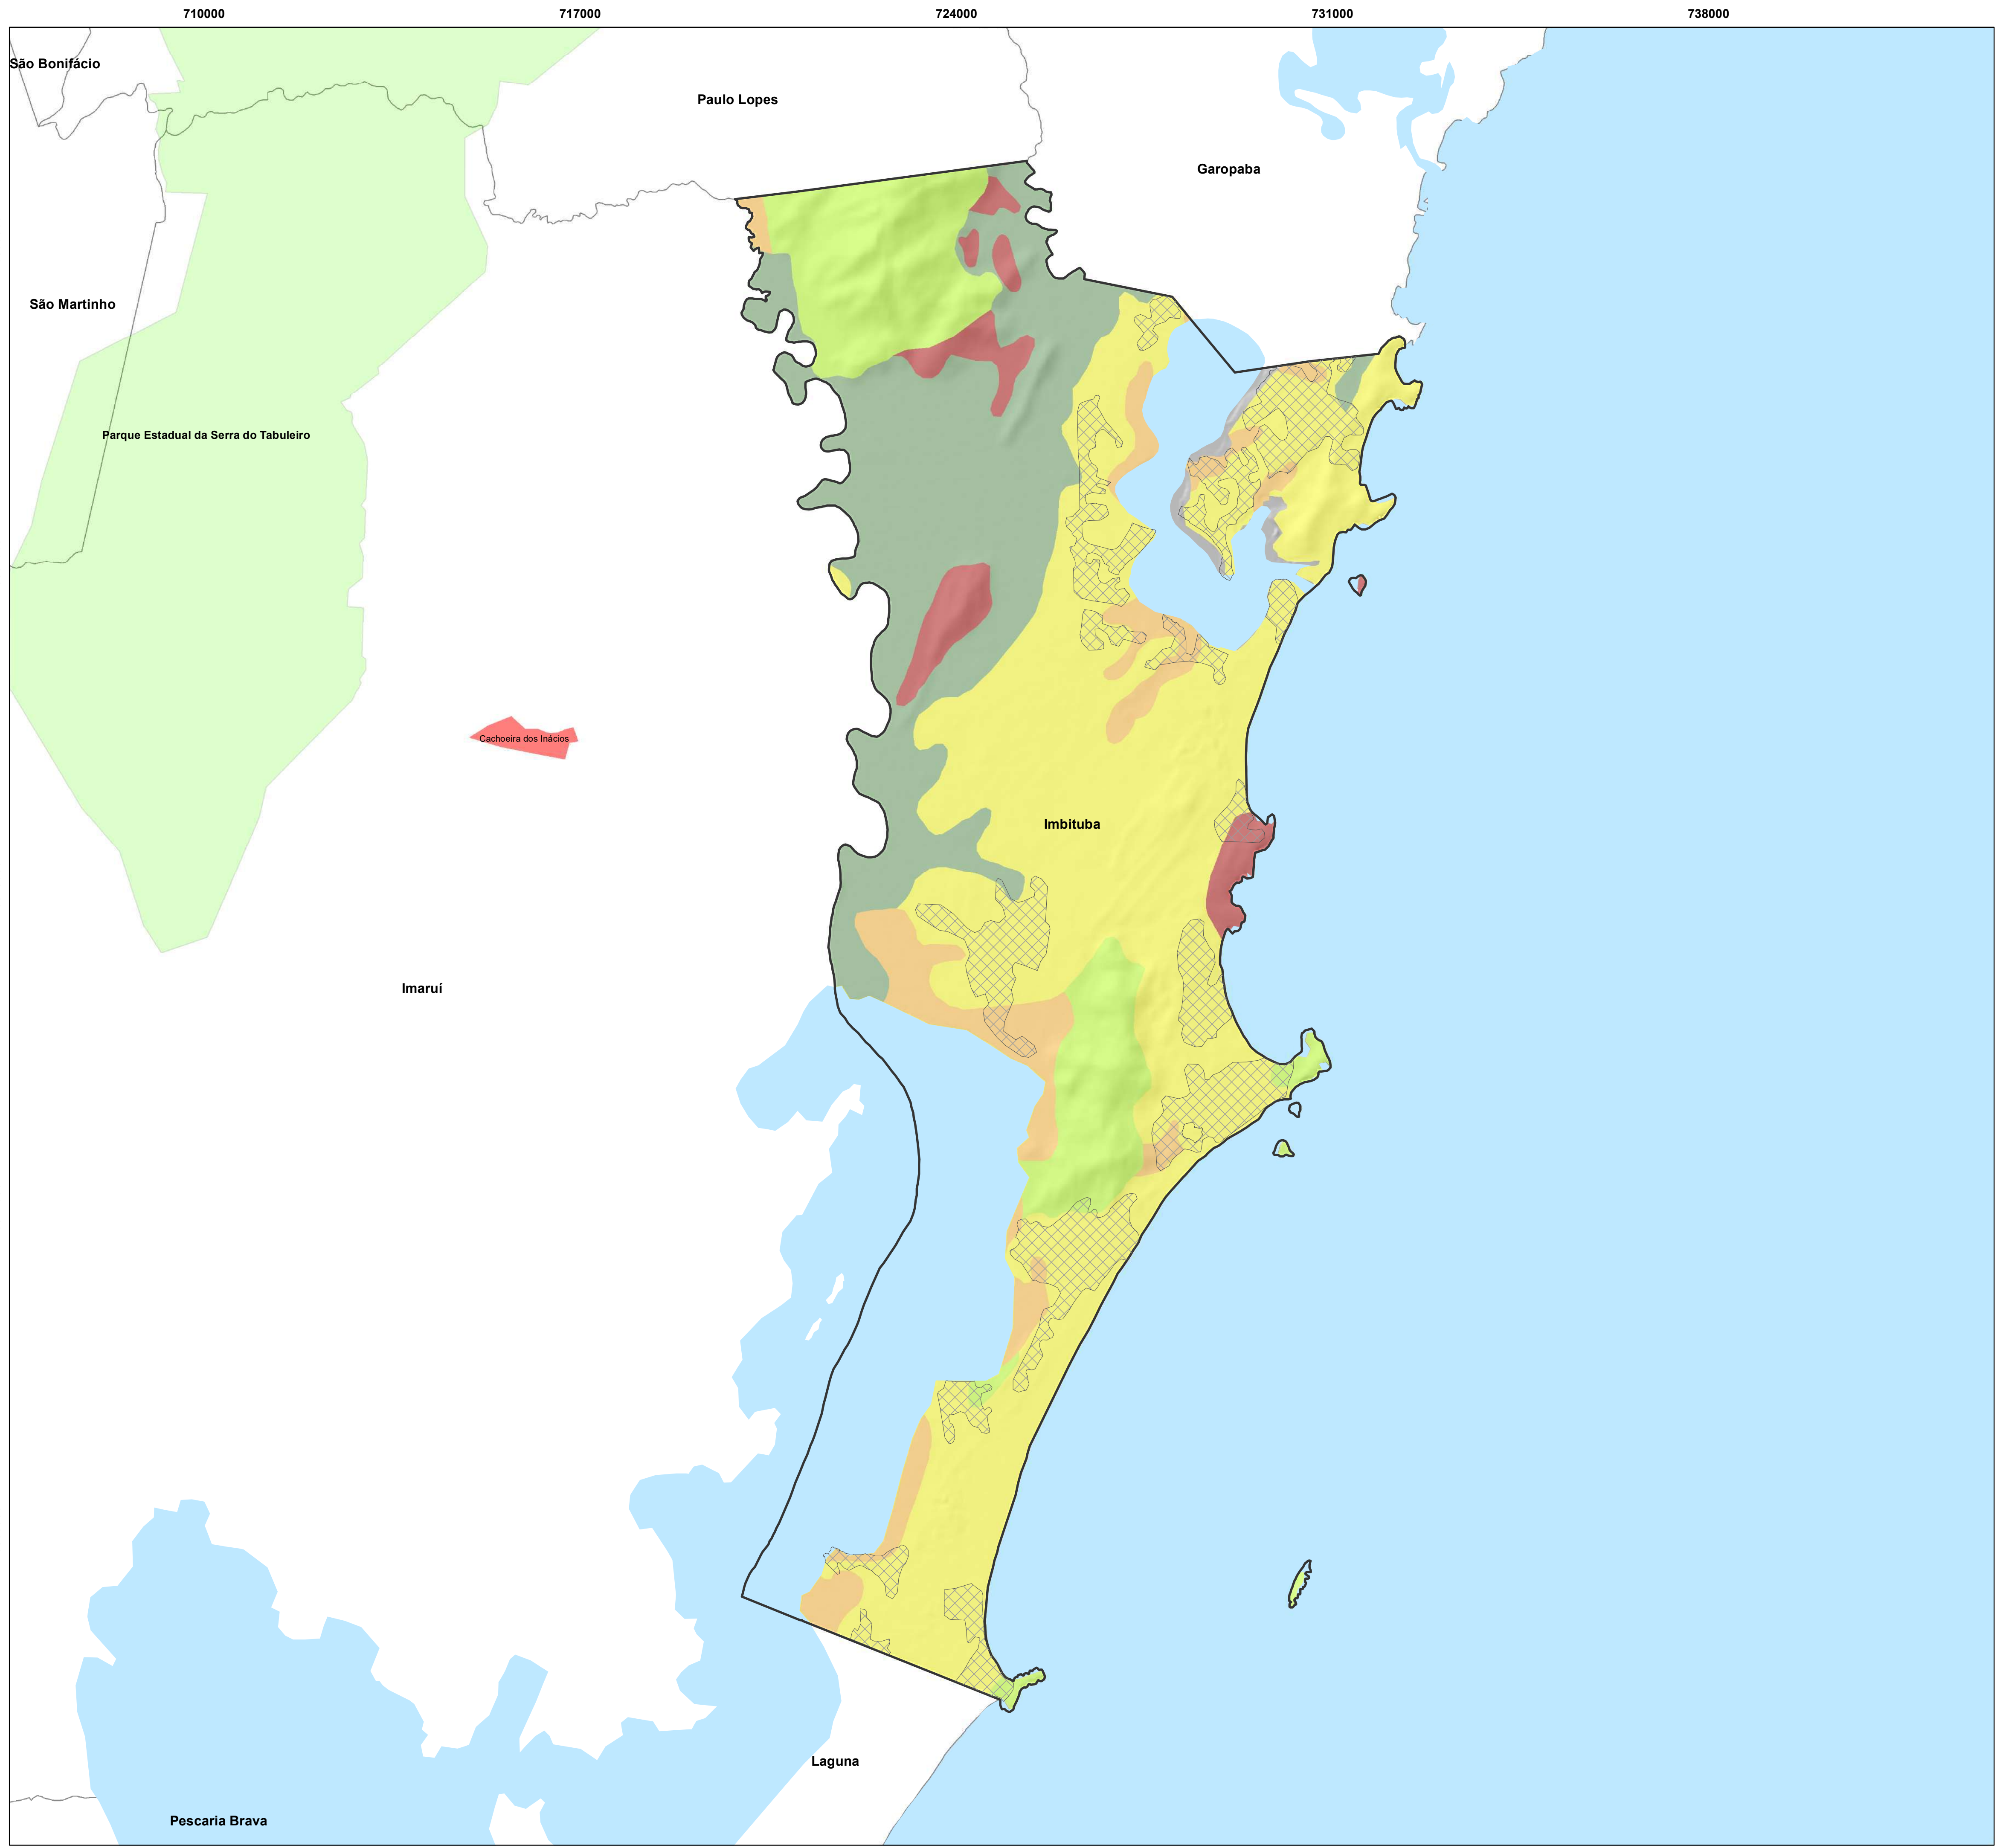 710000 717000 724000 731000 738000
São Bonifácio
Paulo Lopes
Garopaba
São Martinho
Parque Estadual da Serra do Tabuleiro
Cachoeira dos Inácios
Imbituba
Imaruí
Laguna
Pescaria Brava